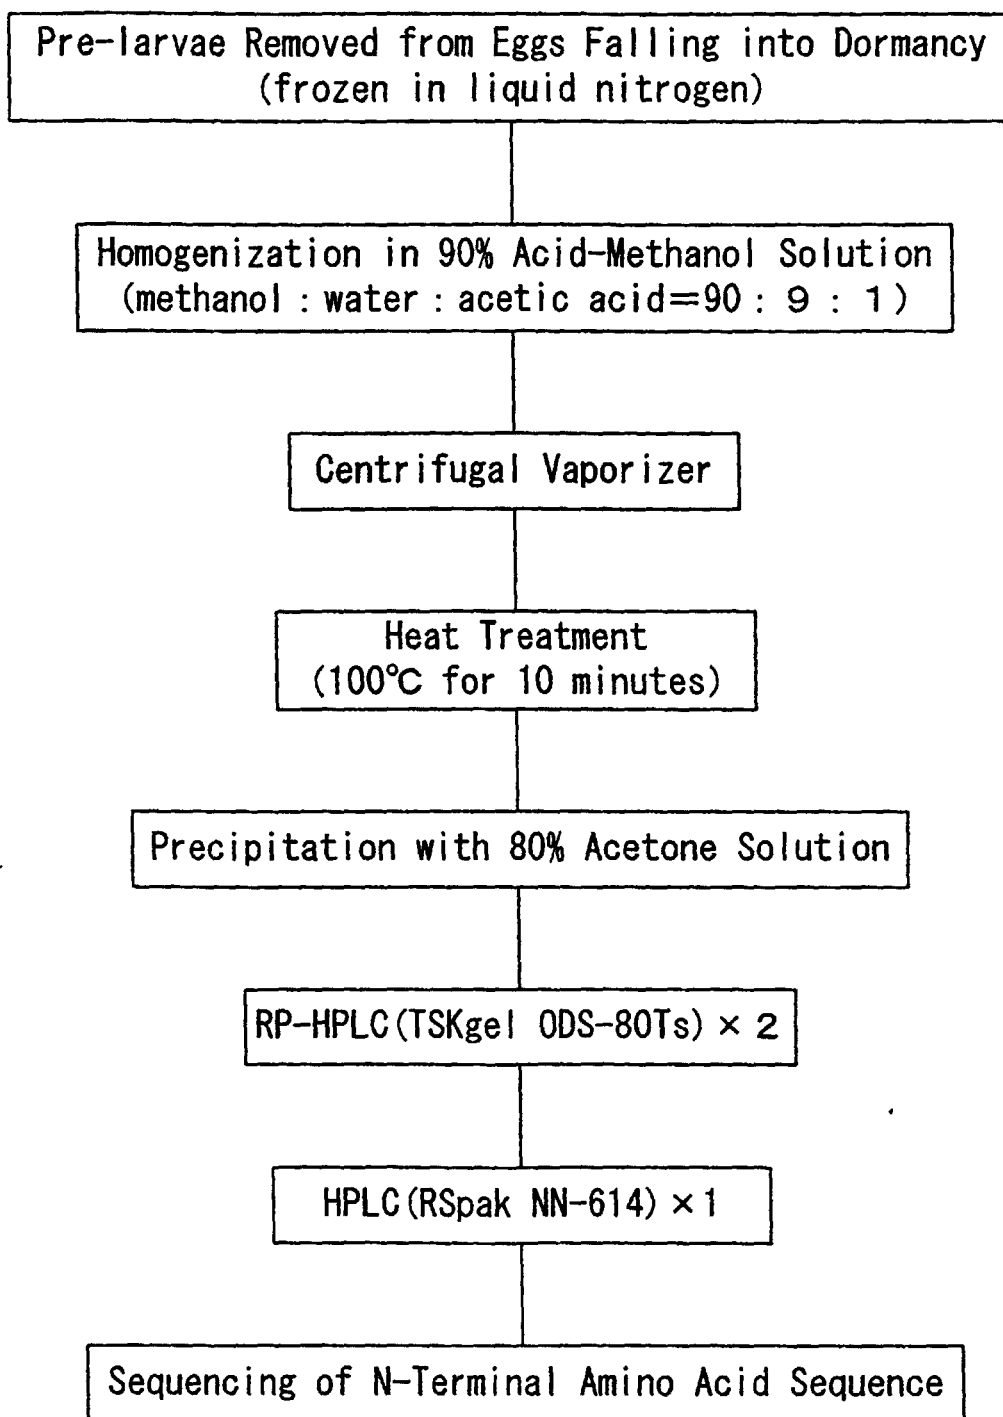 Pre-larvae Removed from Eggs Falling into Dormancy
(frozen in liquid nitrogen)
Homogenization in 90% Acid-Methanol Solution
(methanol : water : acetic acid=90 : 9 : 1)
Centrifugal Vaporizer
Heat Treatment
(100℃ for 10 minutes)
Precipitation with 80% Acetone Solution
RP-HPLC(TSKgel ODS-80Ts) × 2
HPLC(RSpak NN-614) × 1
Sequencing of N-Terminal Amino Acid Sequence